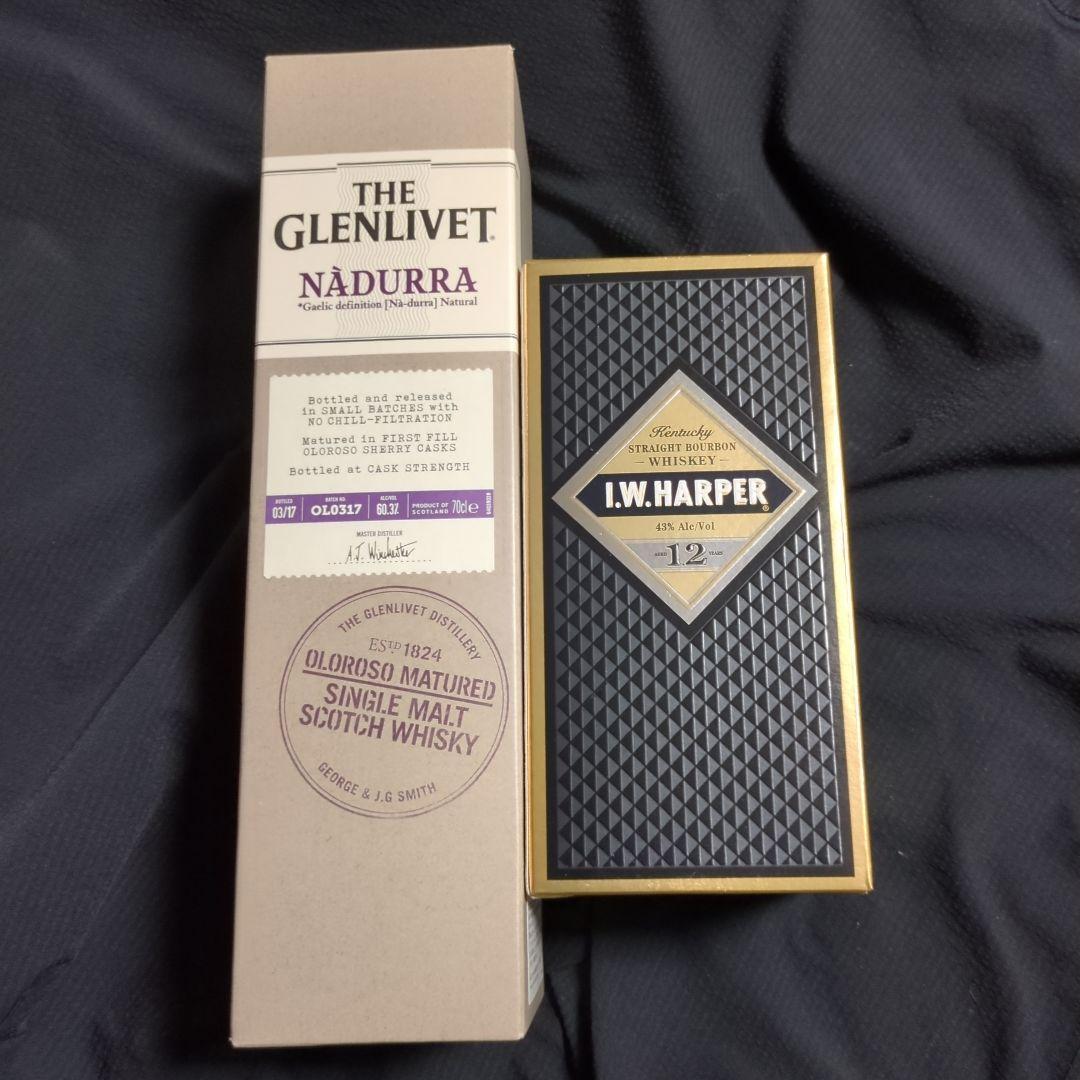 THE
GLENLIVET®
NÀDURRA
*Gaelic definition [Nà-durra] Natural
Bottled and released
in SMALL BATCHES with
NO CHILL-FILTRATION
Matured in FIRST FILL
OLOROSO SHERRY CASKS
Bottled at CASK STRENGTH
BOTTLED
03/17
BATCH NO.
OL0317
ALC/VOL
60.3%
PRODUCT OF
SCOTLAND
70cl e
MASTER DISTILLER
A.J. Winchester
THE GLENLIVET DISTILLERY
ESTD 1824
OLOROSO MATURED
SINGLE MALT
SCOTCH WHISKY
GEORGE & J.G SMITH
Kentucky
STRAIGHT BOURBON
– WHISKEY –
I.W.HARPER®
43% Alc/Vol
AGED 12 YEARS